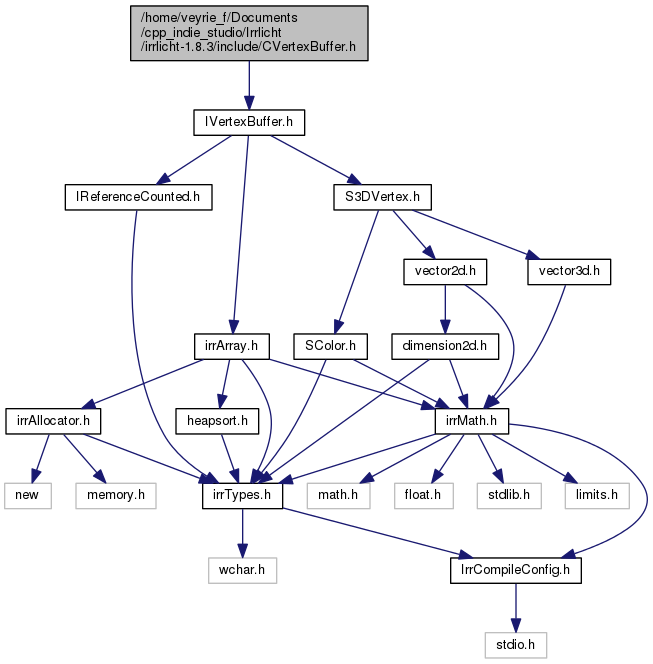 /home/veyrie_f/Documents
/cpp_indie_studio/Irrlicht
/irrlicht-1.8.3/include/CVertexBuffer.h
IVertexBuffer.h
IReferenceCounted.h
S3DVertex.h
vector2d.h
vector3d.h
irrArray.h
SColor.h
dimension2d.h
irrAllocator.h
heapsort.h
irrMath.h
new
memory.h
irrTypes.h
math.h
float.h
stdlib.h
limits.h
wchar.h
IrrCompileConfig.h
stdio.h